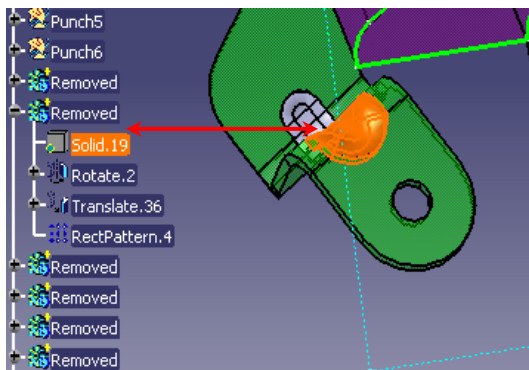 Punch5
Punch6
Removed
Removed
Solid.19
Rotate.2
Translate.36
RectPattern.4
Removed
Removed
Removed
Removed